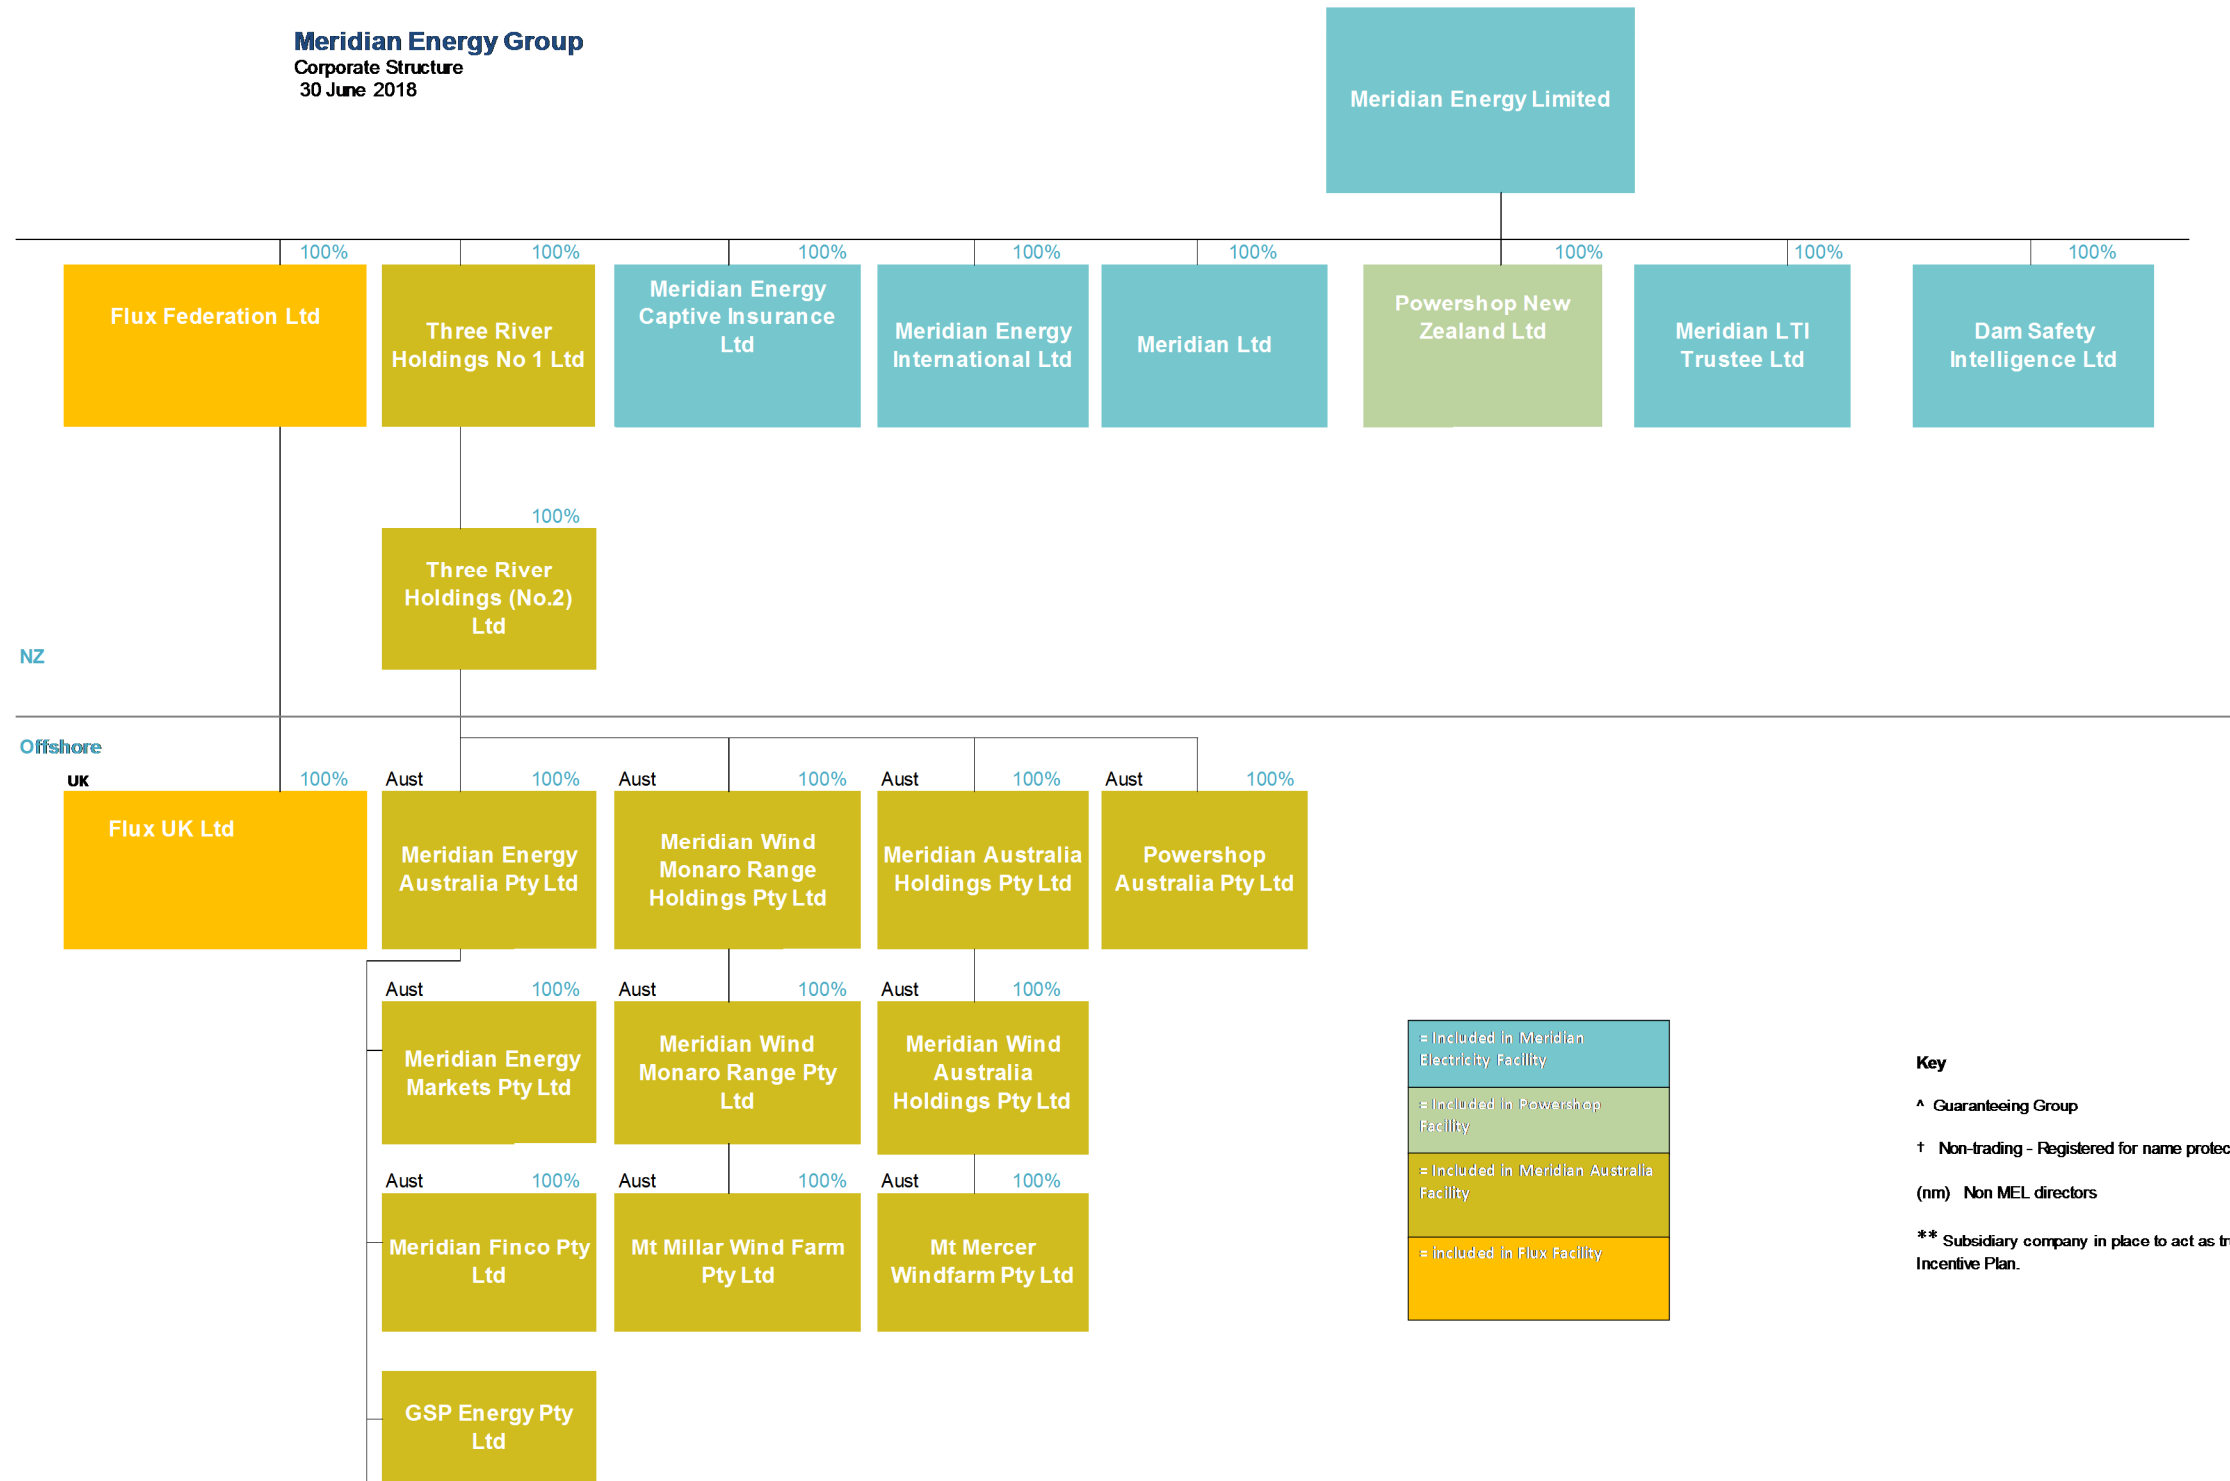 Meridian Energy Group
Corporate Structure
30 June 2018
Meridian Energy Limited
100%
100%
100%
100%
100%
100%
100%
100%
Flux Federation Ltd
Three River
Holdings No 1 Ltd
Meridian Energy
Captive Insurance
Ltd
Meridian Energy
International Ltd
Meridian Ltd
Powershop New
Zealand Ltd
Meridian LTI
Trustee Ltd
Dam Safety
Intelligence Ltd
100%
Three River
Holdings (No.2)
Ltd
NZ
Offshore
UK 100%
Aust 100%
Aust 100%
Aust 100%
Aust 100%
Flux UK Ltd
Meridian Energy
Australia Pty Ltd
Meridian Wind
Monaro Range
Holdings Pty Ltd
Meridian Australia
Holdings Pty Ltd
Powershop
Australia Pty Ltd
Aust 100%
Aust 100%
Aust 100%
Meridian Energy
Markets Pty Ltd
Meridian Wind
Monaro Range Pty
Ltd
Meridian Wind
Australia
Holdings Pty Ltd
Aust 100%
Aust 100%
Aust 100%
Meridian Finco Pty
Ltd
Mt Millar Wind Farm
Pty Ltd
Mt Mercer
Windfarm Pty Ltd
GSP Energy Pty
Ltd
= Included in Meridian
Electricity Facility
= Included in Powershop
Facility
= Included in Meridian Australia
Facility
= included in Flux Facility
Key
^ Guaranteeing Group
† Non-trading - Registered for name protec
(nm) Non MEL directors
** Subsidiary company in place to act as
Incentive Plan.